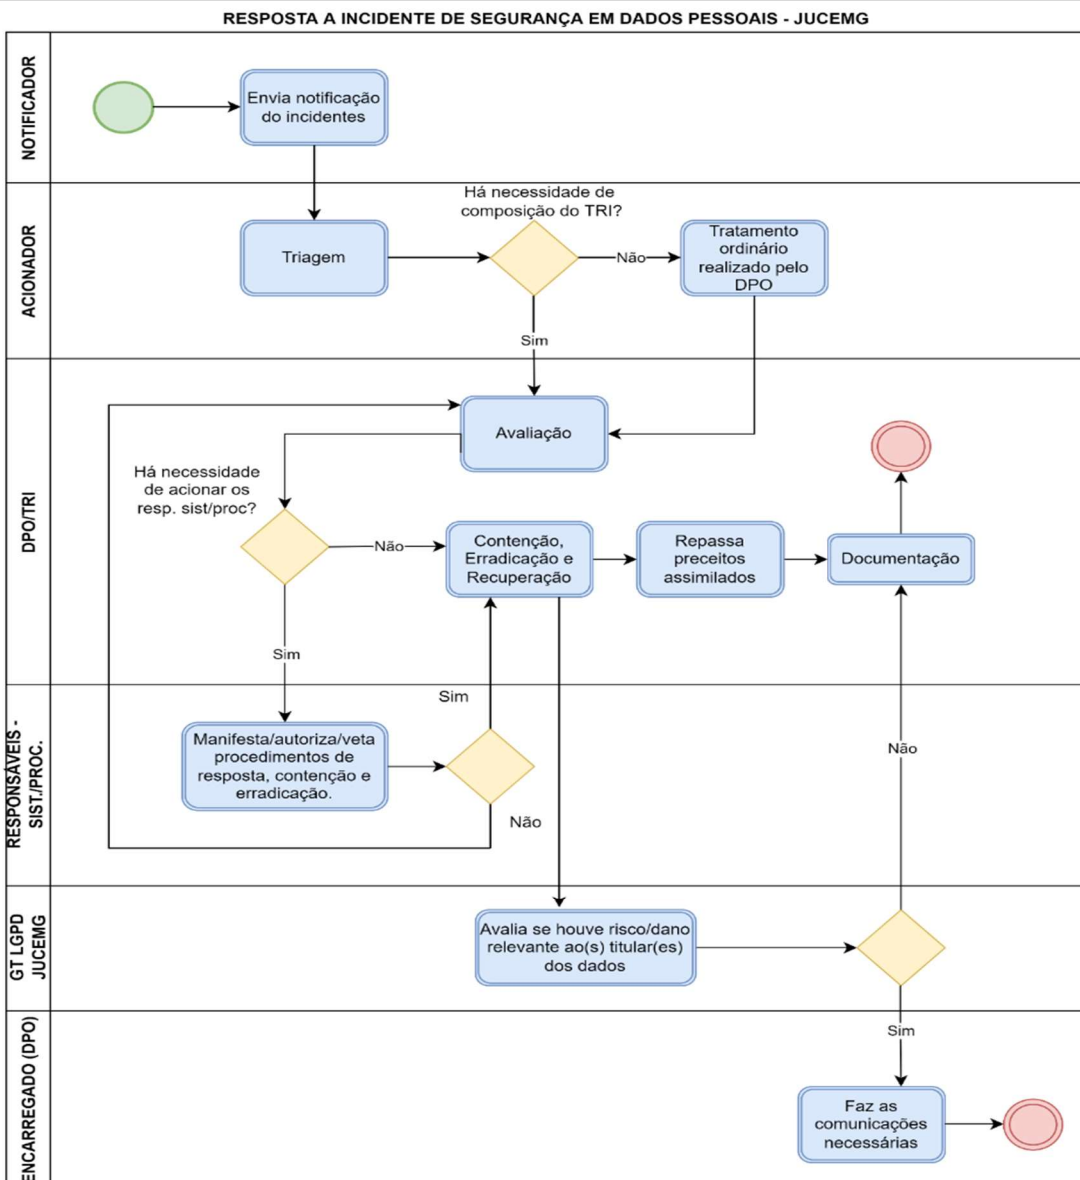 RESPOSTA A INCIDENTE DE SEGURANÇA EM DADOS PESSOAIS - JUCEMG
NOTIFICADOR
Envia notificação
do incidentes
ACIONADOR
Triagem
Há necessidade de
composição do TRI?
Não
Tratamento
ordinário
realizado pelo
DPO
Sim
DPO/TRI
Avaliação
Há necessidade
de acionar os
resp. sist/proc?
Não
Contenção,
Erradicação e
Recuperação
Repassa
preceitos
assimilados
Documentação
Sim
RESPONSÁVEIS -
SIST./PROC.
Sim
Manifesta/autoriza/veta
procedimentos de
resposta, contenção e
erradicação.
Não
Não
GT LGPD
JUCEMG
Avalia se houve risco/dano
relevante ao(s) titular(es)
dos dados
Sim
ENCARREGADO (DPO)
Faz as
comunicações
necessárias